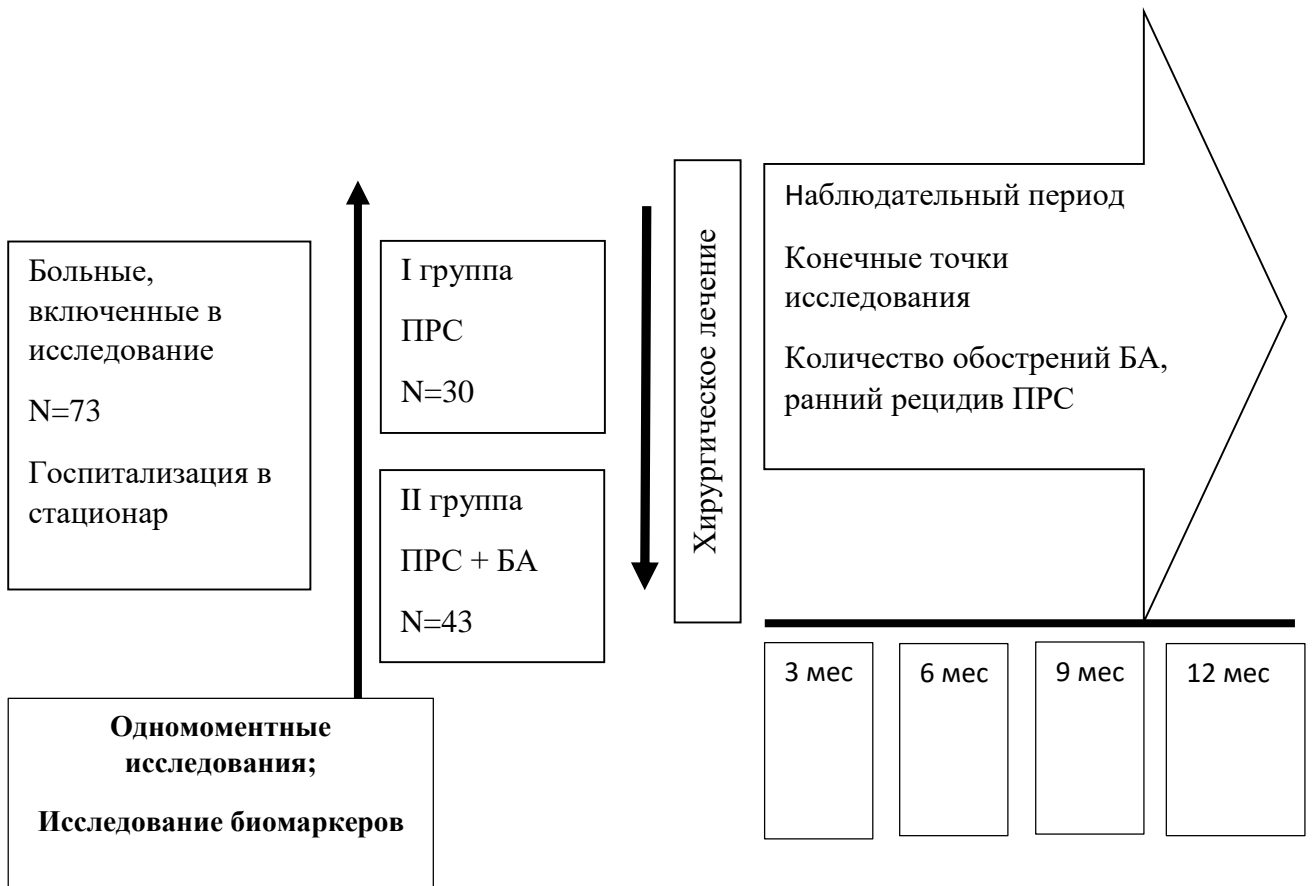 Больные,
включенные в
исследование
N=73
Госпитализация в
стационар
Одномоментные
исследования;
Исследование биомаркеров
I группа
ПРС
N=30
II группа
ПРС + БА
N=43
Хирургическое лечение
Наблюдательный период
Конечные точки
исследования
Количество обострений БА,
ранний рецидив ПРС
3 мес
6 мес
9 мес
12 мес